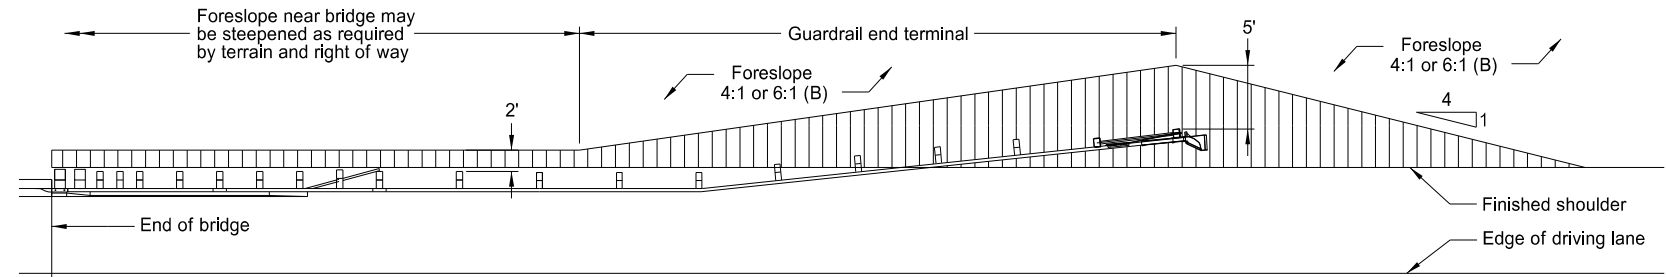 Foreslope near bridge may
be steepened as required
by terrain and right of way
Guardrail end terminal
5'
Foreslope
4:1 or 6:1 (B)
Foreslope
4:1 or 6:1 (B)
2'
4
1
End of bridge
Finished shoulder
Edge of driving lane